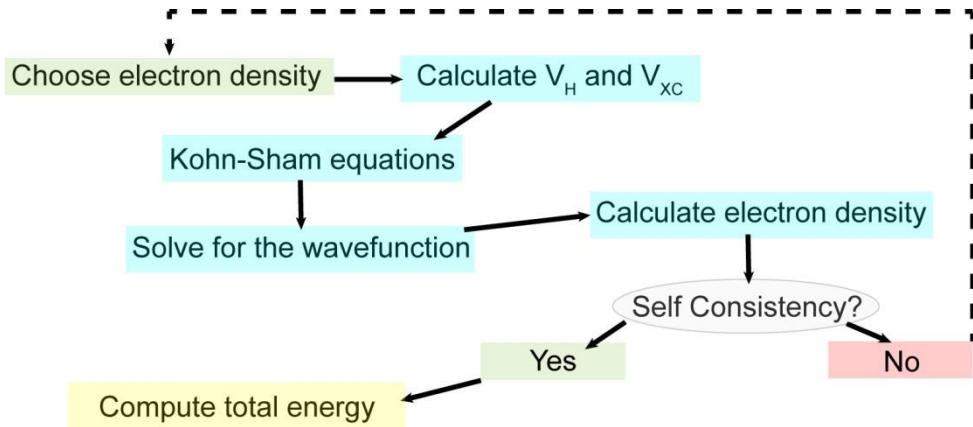 Choose electron density
Calculate V_H and V_XC
Kohn-Sham equations
Solve for the wavefunction
Calculate electron density
Self Consistency?
Yes
No
Compute total energy